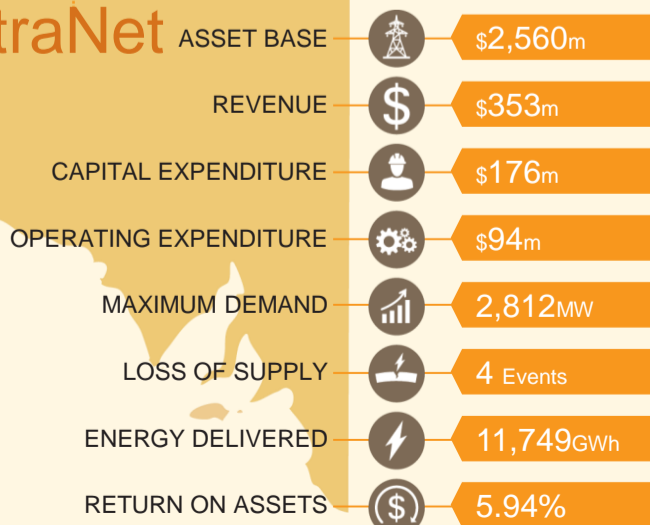 traNet
ASSET BASE $2,560m
REVENUE $353m
CAPITAL EXPENDITURE $176m
OPERATING EXPENDITURE $94m
MAXIMUM DEMAND 2,812MW
LOSS OF SUPPLY 4 Events
ENERGY DELIVERED 11,749GWh
RETURN ON ASSETS 5.94%